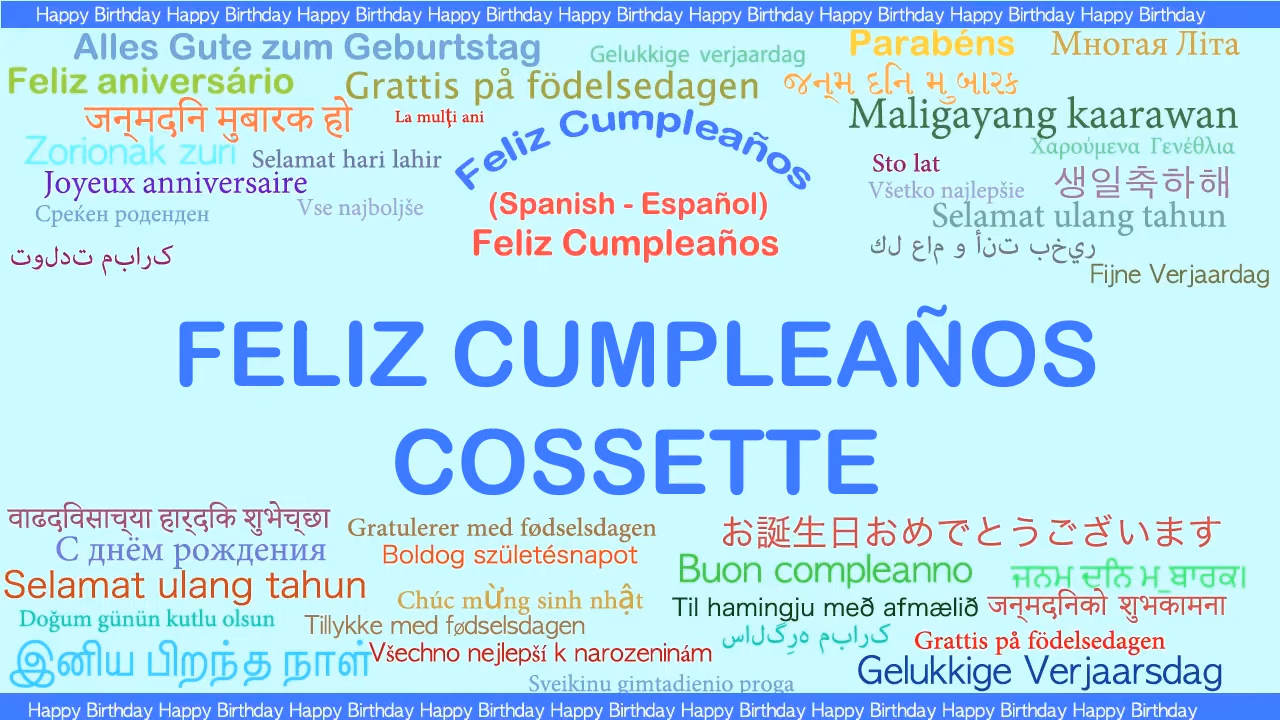 Happy Birthday Happy Birthday Happy Birthday Happy Birthday Happy Birthday Happy Birthday Happy Birthday Happy Birthday Happy Birthday
Alles Gute zum Geburtstag
Gelukkige verjaardag
Parabéns
Многая Літа
Feliz aniversário
Grattis på födelsedagen
જન્મ દિન મુબારક
जन्मदिन मुबारक हो
La mulţi ani
Feliz Cumpleaños
Maligayang kaarawan
Zorionak zuri
Selamat hari lahir
Χαρούμενα Γενέθλια
Sto lat
Joyeux anniversaire
Všetko najlepšie
생일축하해
(Spanish - Español)
Среќен роденден
Vse najboljše
Selamat ulang tahun
Feliz Cumpleaños
تولدت مبارک
كل عام و أنت بخير
Fijne Verjaardag
FELIZ CUMPLEAÑOS
COSSETTE
वाढदिवसाच्या हार्दिक शुभेच्छा
Gratulerer med fødselsdagen
お誕生日おめでとうございます
С днём рождения
Boldog születésnapot
Buon compleanno
ਜਨਮ ਦਿਨ ਮੁਬਾਰਕ।
Selamat ulang tahun
Chúc mừng sinh nhật
Til hamingju með afmælið
जन्मदिनको शुभकामना
Doğum günün kutlu olsun
Tillykke med fødselsdagen
سالگرہ مبارک
Grattis på födelsedagen
இனிய பிறந்த நாள்
Všechno nejlepší k narozeninám
Gelukkige Verjaarsdag
Sveikinu gimtadienio proga
Happy Birthday Happy Birthday Happy Birthday Happy Birthday Happy Birthday Happy Birthday Happy Birthday Happy Birthday Happy Birthday